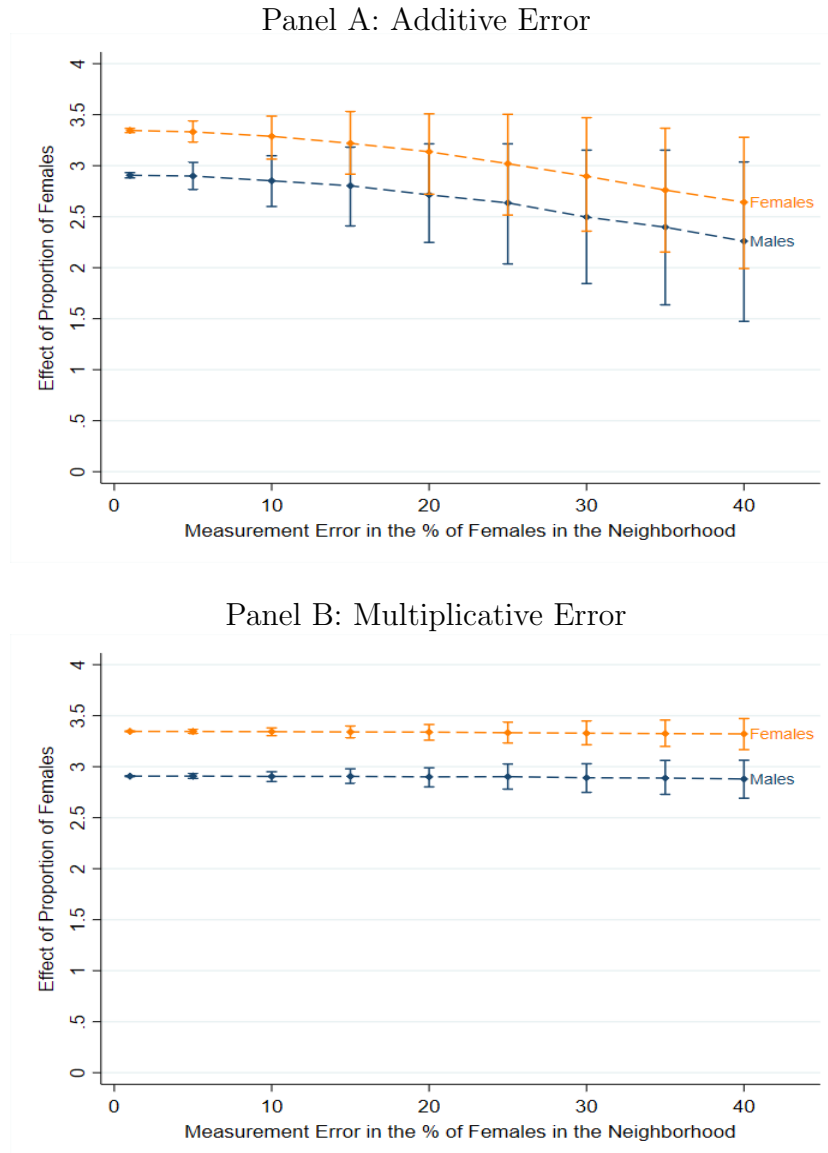 Panel A: Additive Error
Effect of Proportion of Females
4
3.5
3
2.5
2
1.5
1
.5
0
Females
Males
0 10 20 30 40
Measurement Error in the % of Females in the Neighborhood
Panel B: Multiplicative Error
Effect of Proportion of Females
4
3.5
3
2.5
2
1.5
1
.5
0
Females
Males
0 10 20 30 40
Measurement Error in the % of Females in the Neighborhood